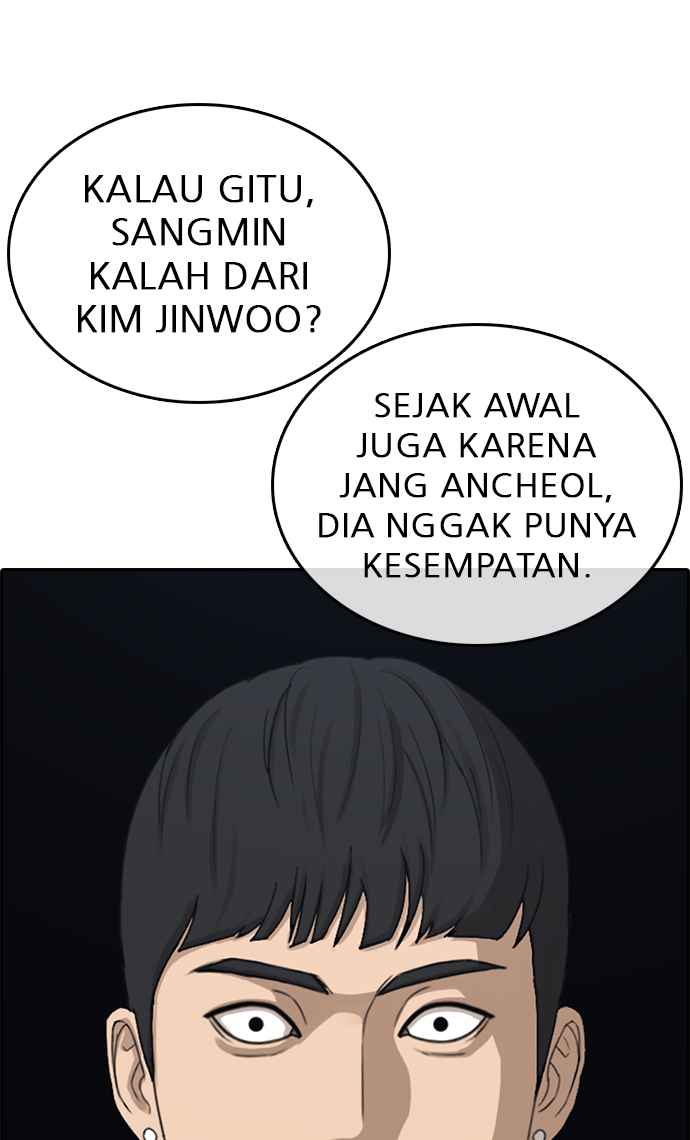 KALAU GITU,
SANGMIN
KALAH DARI
KIM JINWOO?
SEJAK AWAL
JUGA KARENA
JANG ANCHEOL,
DIA NGGAK PUNYA
KESEMPATAN.